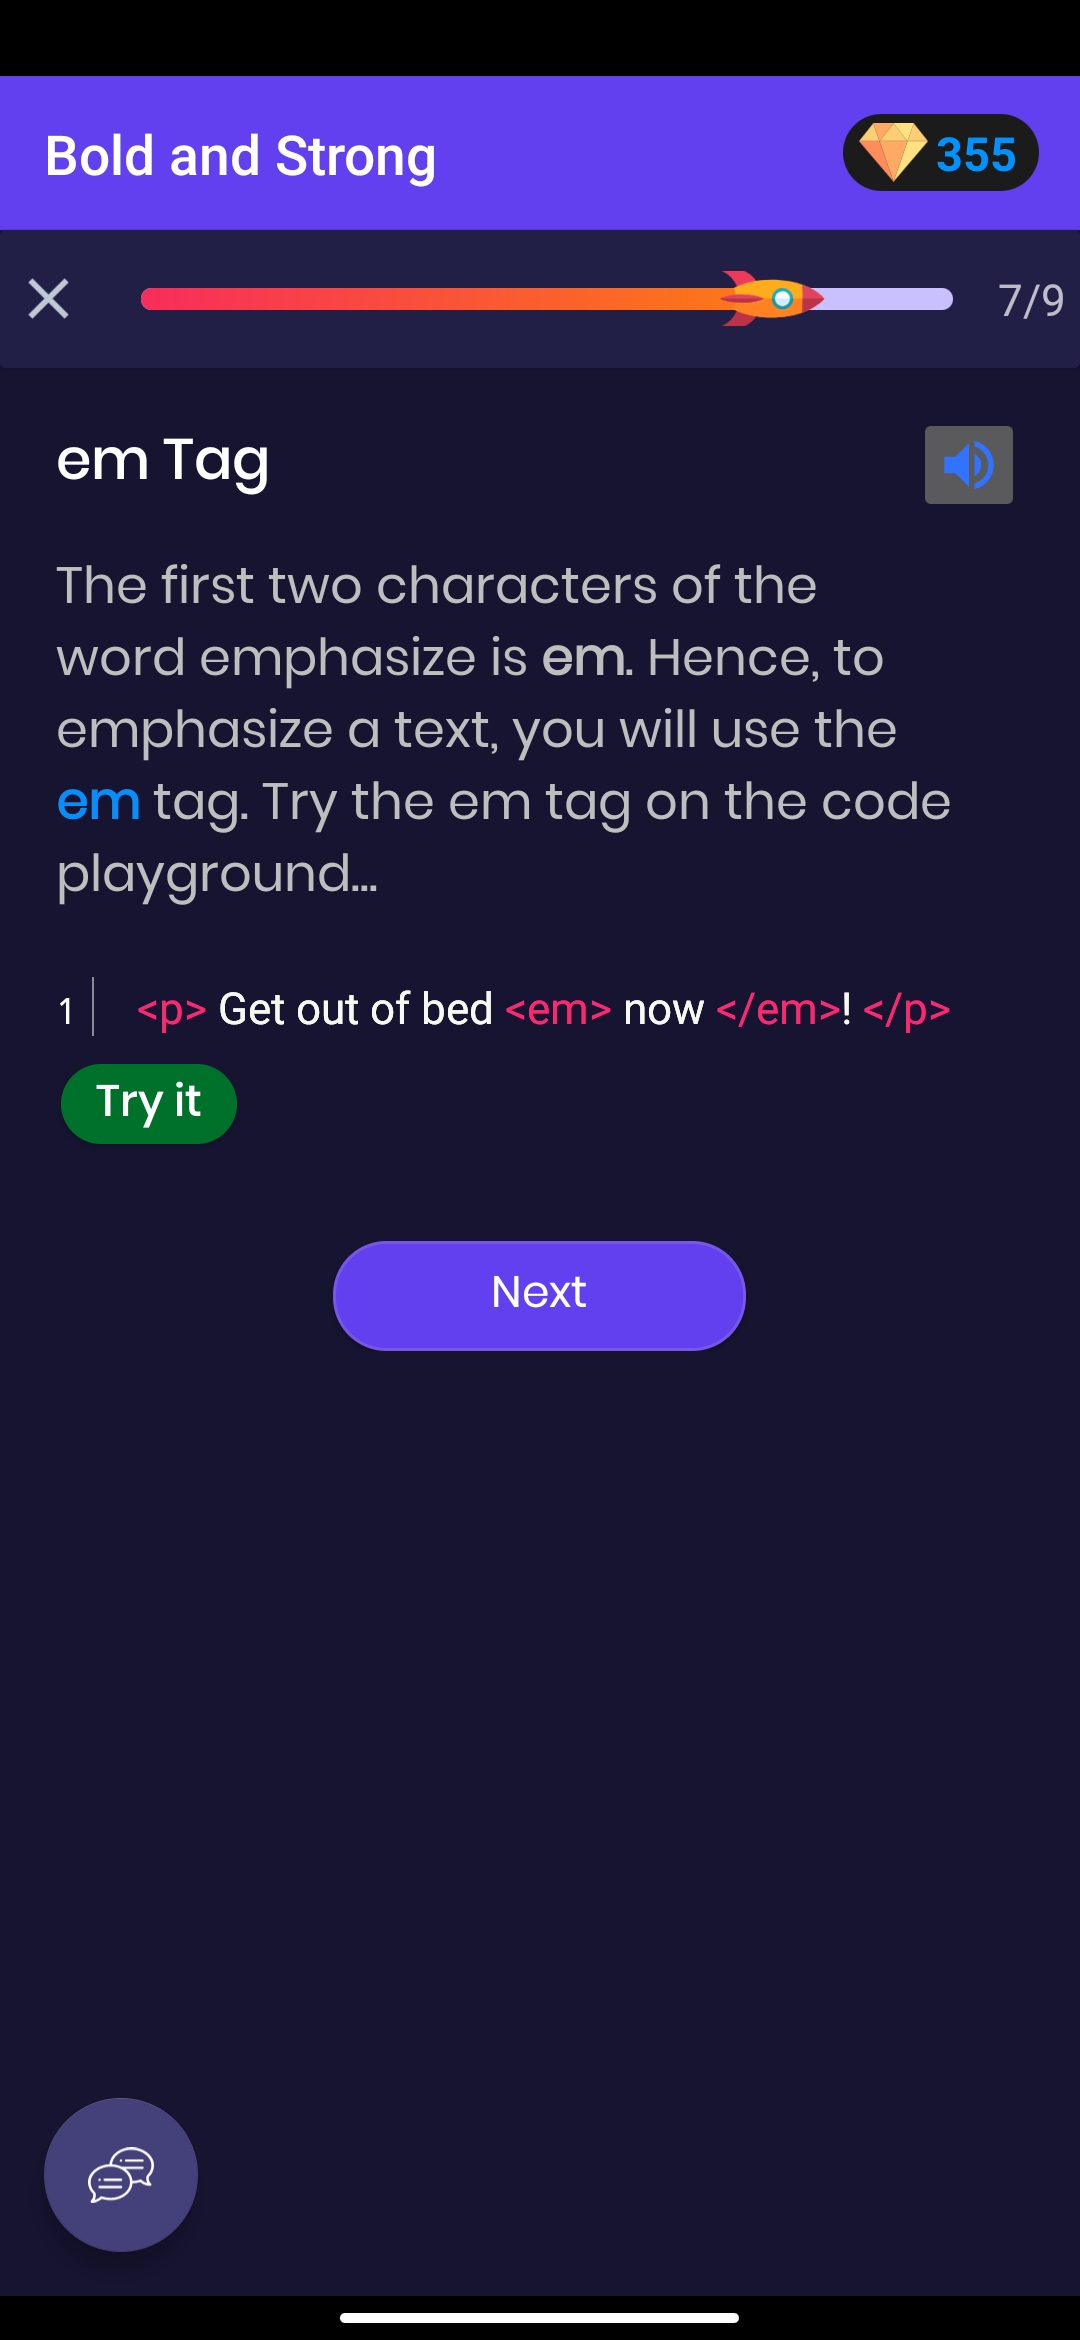 Bold and Strong
355
7/9
em Tag
The first two characters of the
word emphasize is em. Hence, to
emphasize a text, you will use the
em tag. Try the em tag on the code
playground...
1 <p> Get out of bed <em> now </em>! </p>
Try it
Next